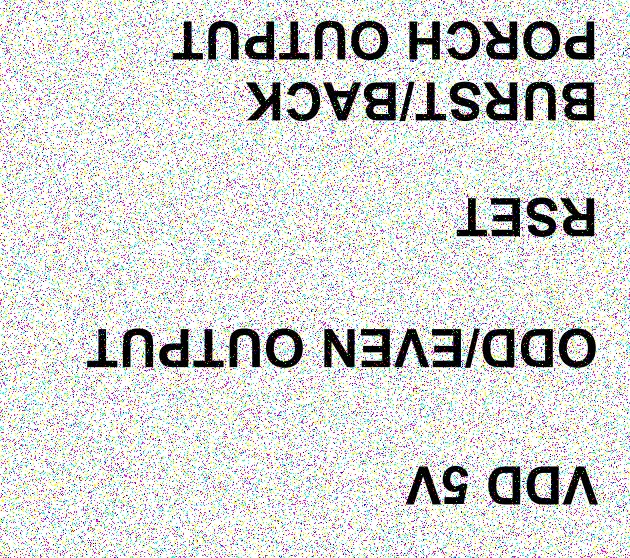 VDD 5V
ODD/EVEN OUTPUT
RSET
BURST/BACK
PORCH OUTPUT